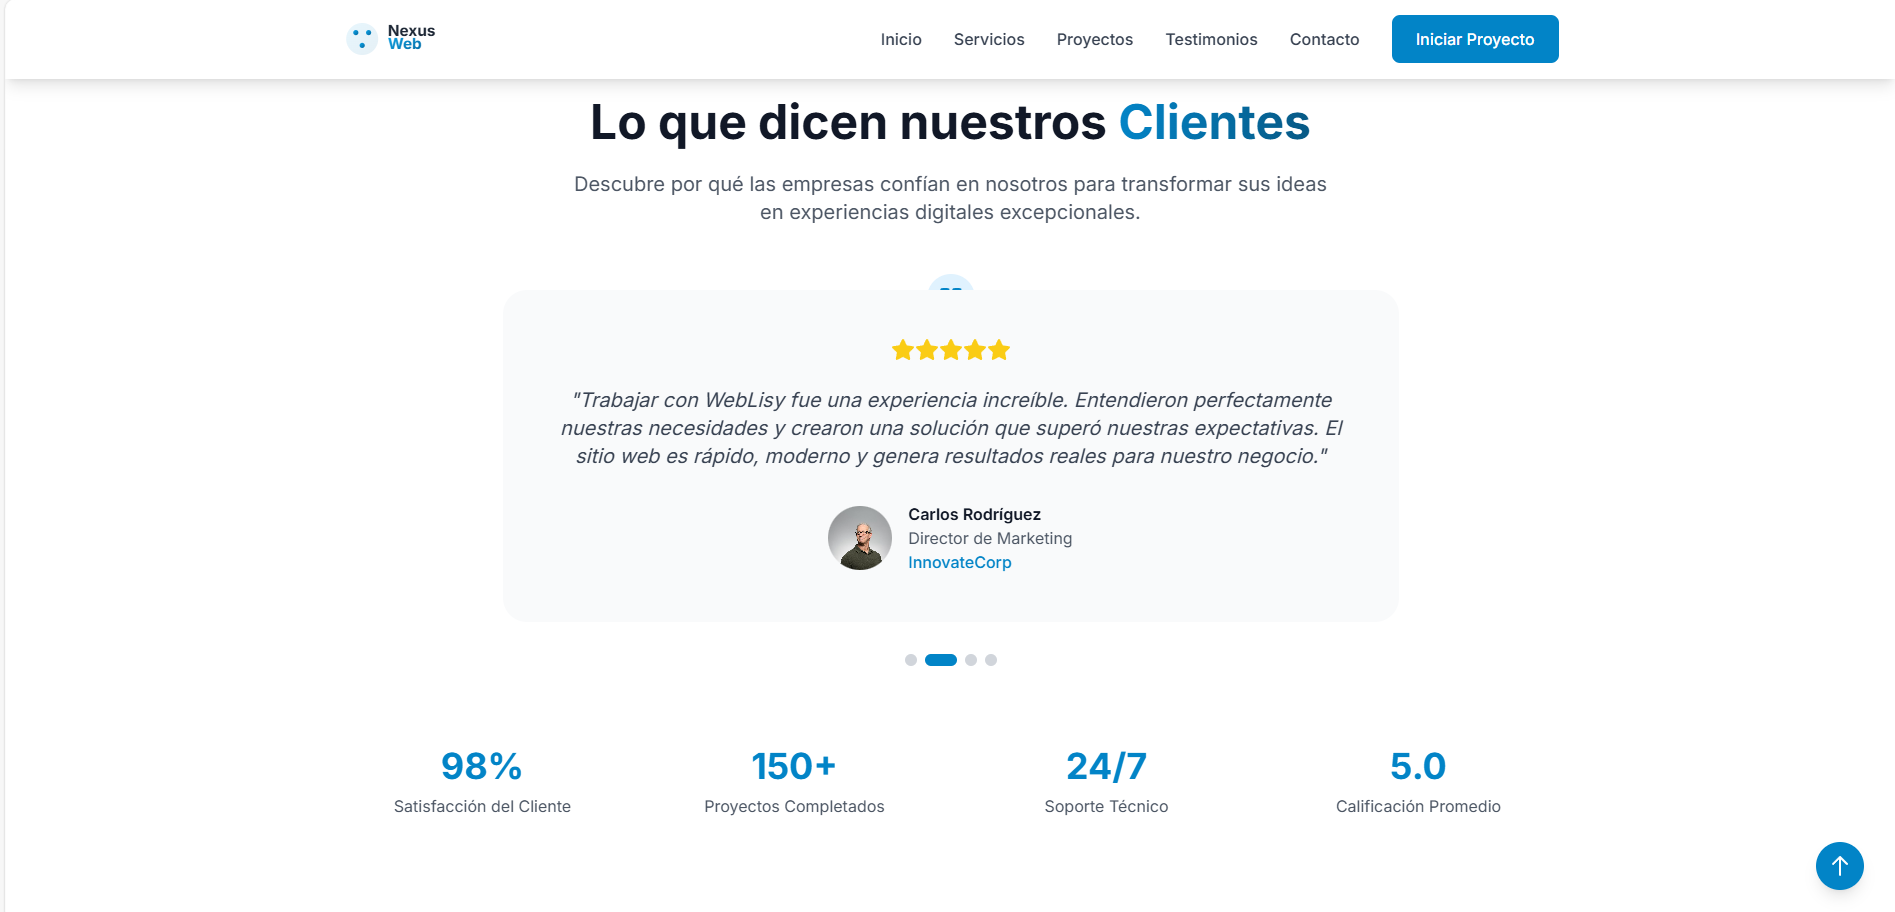 Nexus
Web
Inicio
Servicios
Proyectos
Testimonios
Contacto
Iniciar Proyecto
Lo que dicen nuestros Clientes
Descubre por qué las empresas confían en nosotros para transformar sus ideas
en experiencias digitales excepcionales.
"Trabajar con WebLisy fue una experiencia increíble. Entendieron perfectamente
nuestras necesidades y crearon una solución que superó nuestras expectativas. El
sitio web es rápido, moderno y genera resultados reales para nuestro negocio."
Carlos Rodríguez
Director de Marketing
InnovateCorp
98%
Satisfacción del Cliente
150+
Proyectos Completados
24/7
Soporte Técnico
5.0
Calificación Promedio